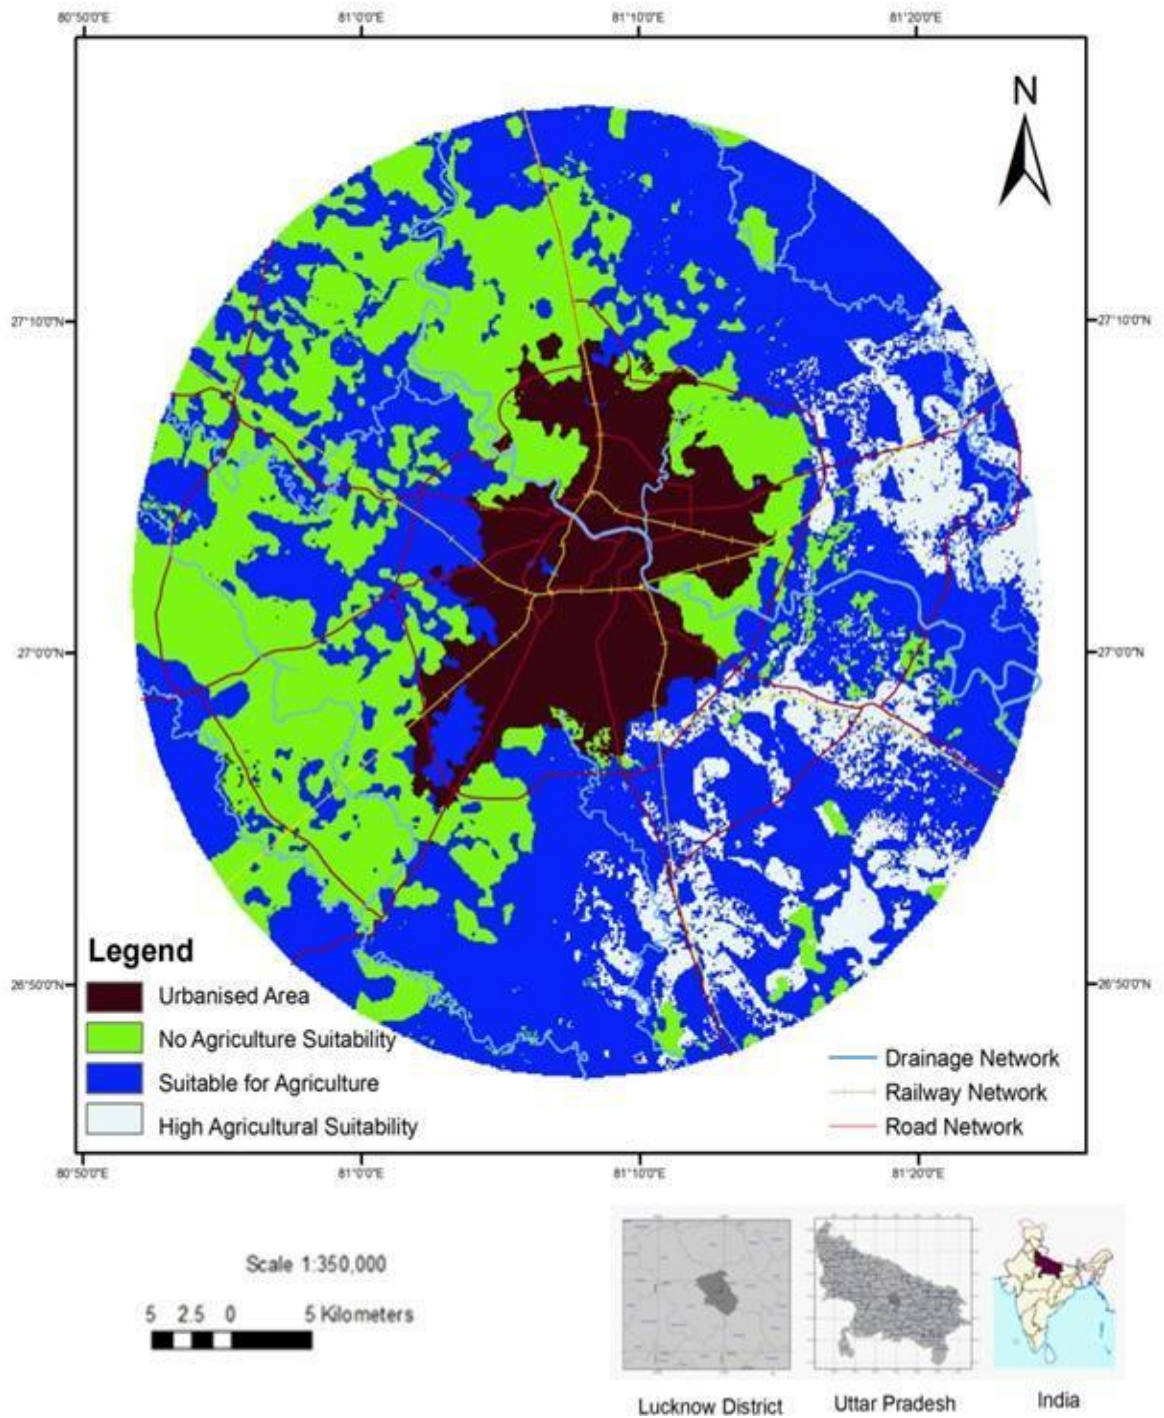 80°50'0"E 81°0'0"E 81°10'0"E 81°20'0"E
N
27°10'0"N 27°10'0"N
27°0'0"N 27°0'0"N
26°50'0"N 26°50'0"N
Legend
Urbanised Area
No Agriculture Suitability
Suitable for Agriculture
High Agricultural Suitability
Drainage Network
Railway Network
Road Network
80°50'0"E 81°0'0"E 81°10'0"E 81°20'0"E
Scale 1:350,000
5 2.5 0 5 Kilometers
Lucknow District Uttar Pradesh India